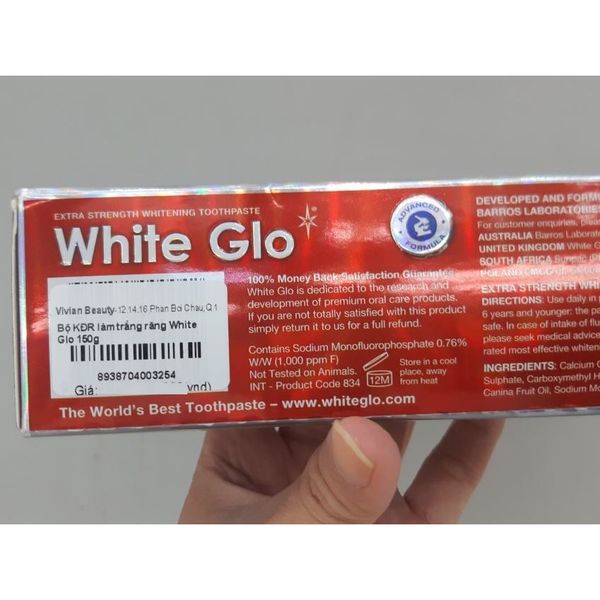 EXTRA STRENGTH WHITENING TOOTHPASTE
White Glo
ADVANCED
FORMULA
100% Money Back Satisfaction Guarantee
White Glo is dedicated to the research and
development of premium oral care products.
If you are not totally satisfied with this product
simply return it to us for a full refund.
Contains Sodium Monofluorophosphate 0.76%
W/W (1,000 ppm F)
Not Tested on Animals.
INT - Product Code 834
12M
Store in a cool
place, away
from heat
The World's Best Toothpaste – www.whiteglo.com
Vivian Beauty-12,14,16 Phan Boi Chau, Q.1
Bộ KĐR làm trắng răng White
Glo 150g
8938704003254
Giá: vnd)
DEVELOPED AND FORMU
BARROS LABORATORIES
For customer enquiries, plea
AUSTRALIA Barros Laborat
UNITED KINGDOM White G
SOUTH AFRICA
POLAND
EXTRA STRENGTH WHI
DIRECTIONS: Use daily in p
6 years and younger: the pa
safe. In case of intake of flu
please seek medical advice
rated most effective whiten
INGREDIENTS: Calcium C
Sulphate, Carboxymethyl H
Canina Fruit Oil, Sodium Mo